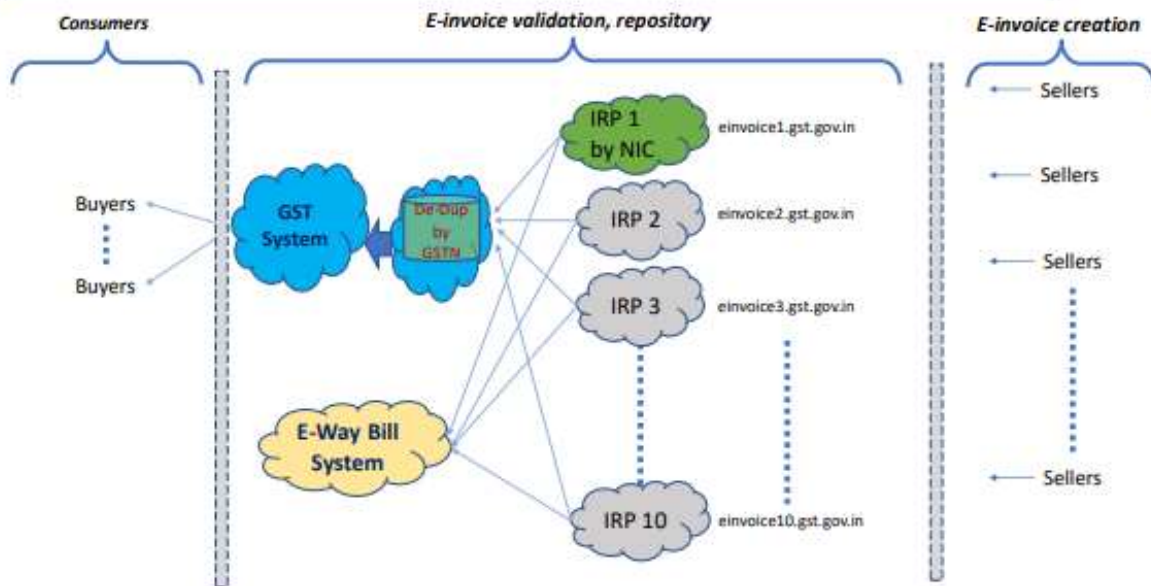 Consumers
E-invoice validation, repository
E-invoice creation
Sellers
IRP 1
by NIC
einvoice1.gst.gov.in
Sellers
Buyers
GST
System
De-Dup
by
GSTN
IRP 2
einvoice2.gst.gov.in
Sellers
Buyers
IRP 3
einvoice3.gst.gov.in
E-Way Bill
System
Sellers
IRP 10
einvoice10.gst.gov.in